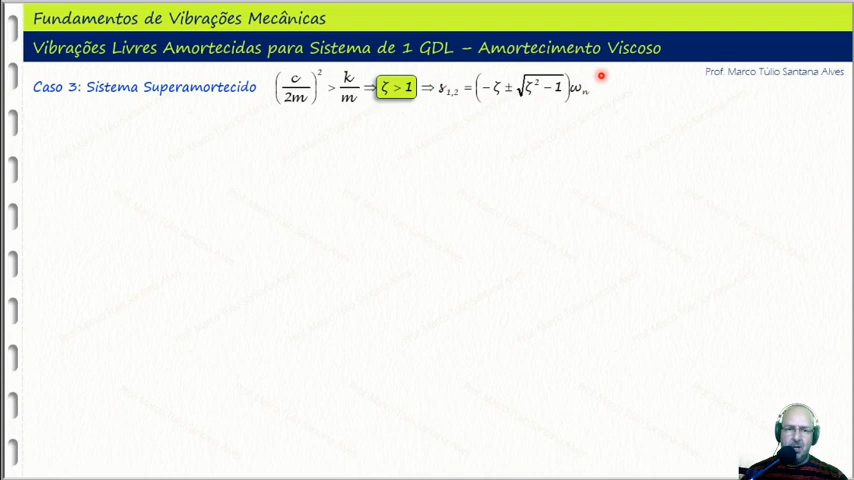 Fundamentos de Vibrações Mecânicas
Vibrações Livres Amortecidas para Sistema de 1 GDL – Amortecimento Viscoso
Prof. Marco Túlio Santana Alves
Caso 3: Sistema Superamortecido (c/2m)² > k/m ⇒ ζ > 1 ⇒ s₁,₂ = (−ζ ± √(ζ² − 1))ωₙ